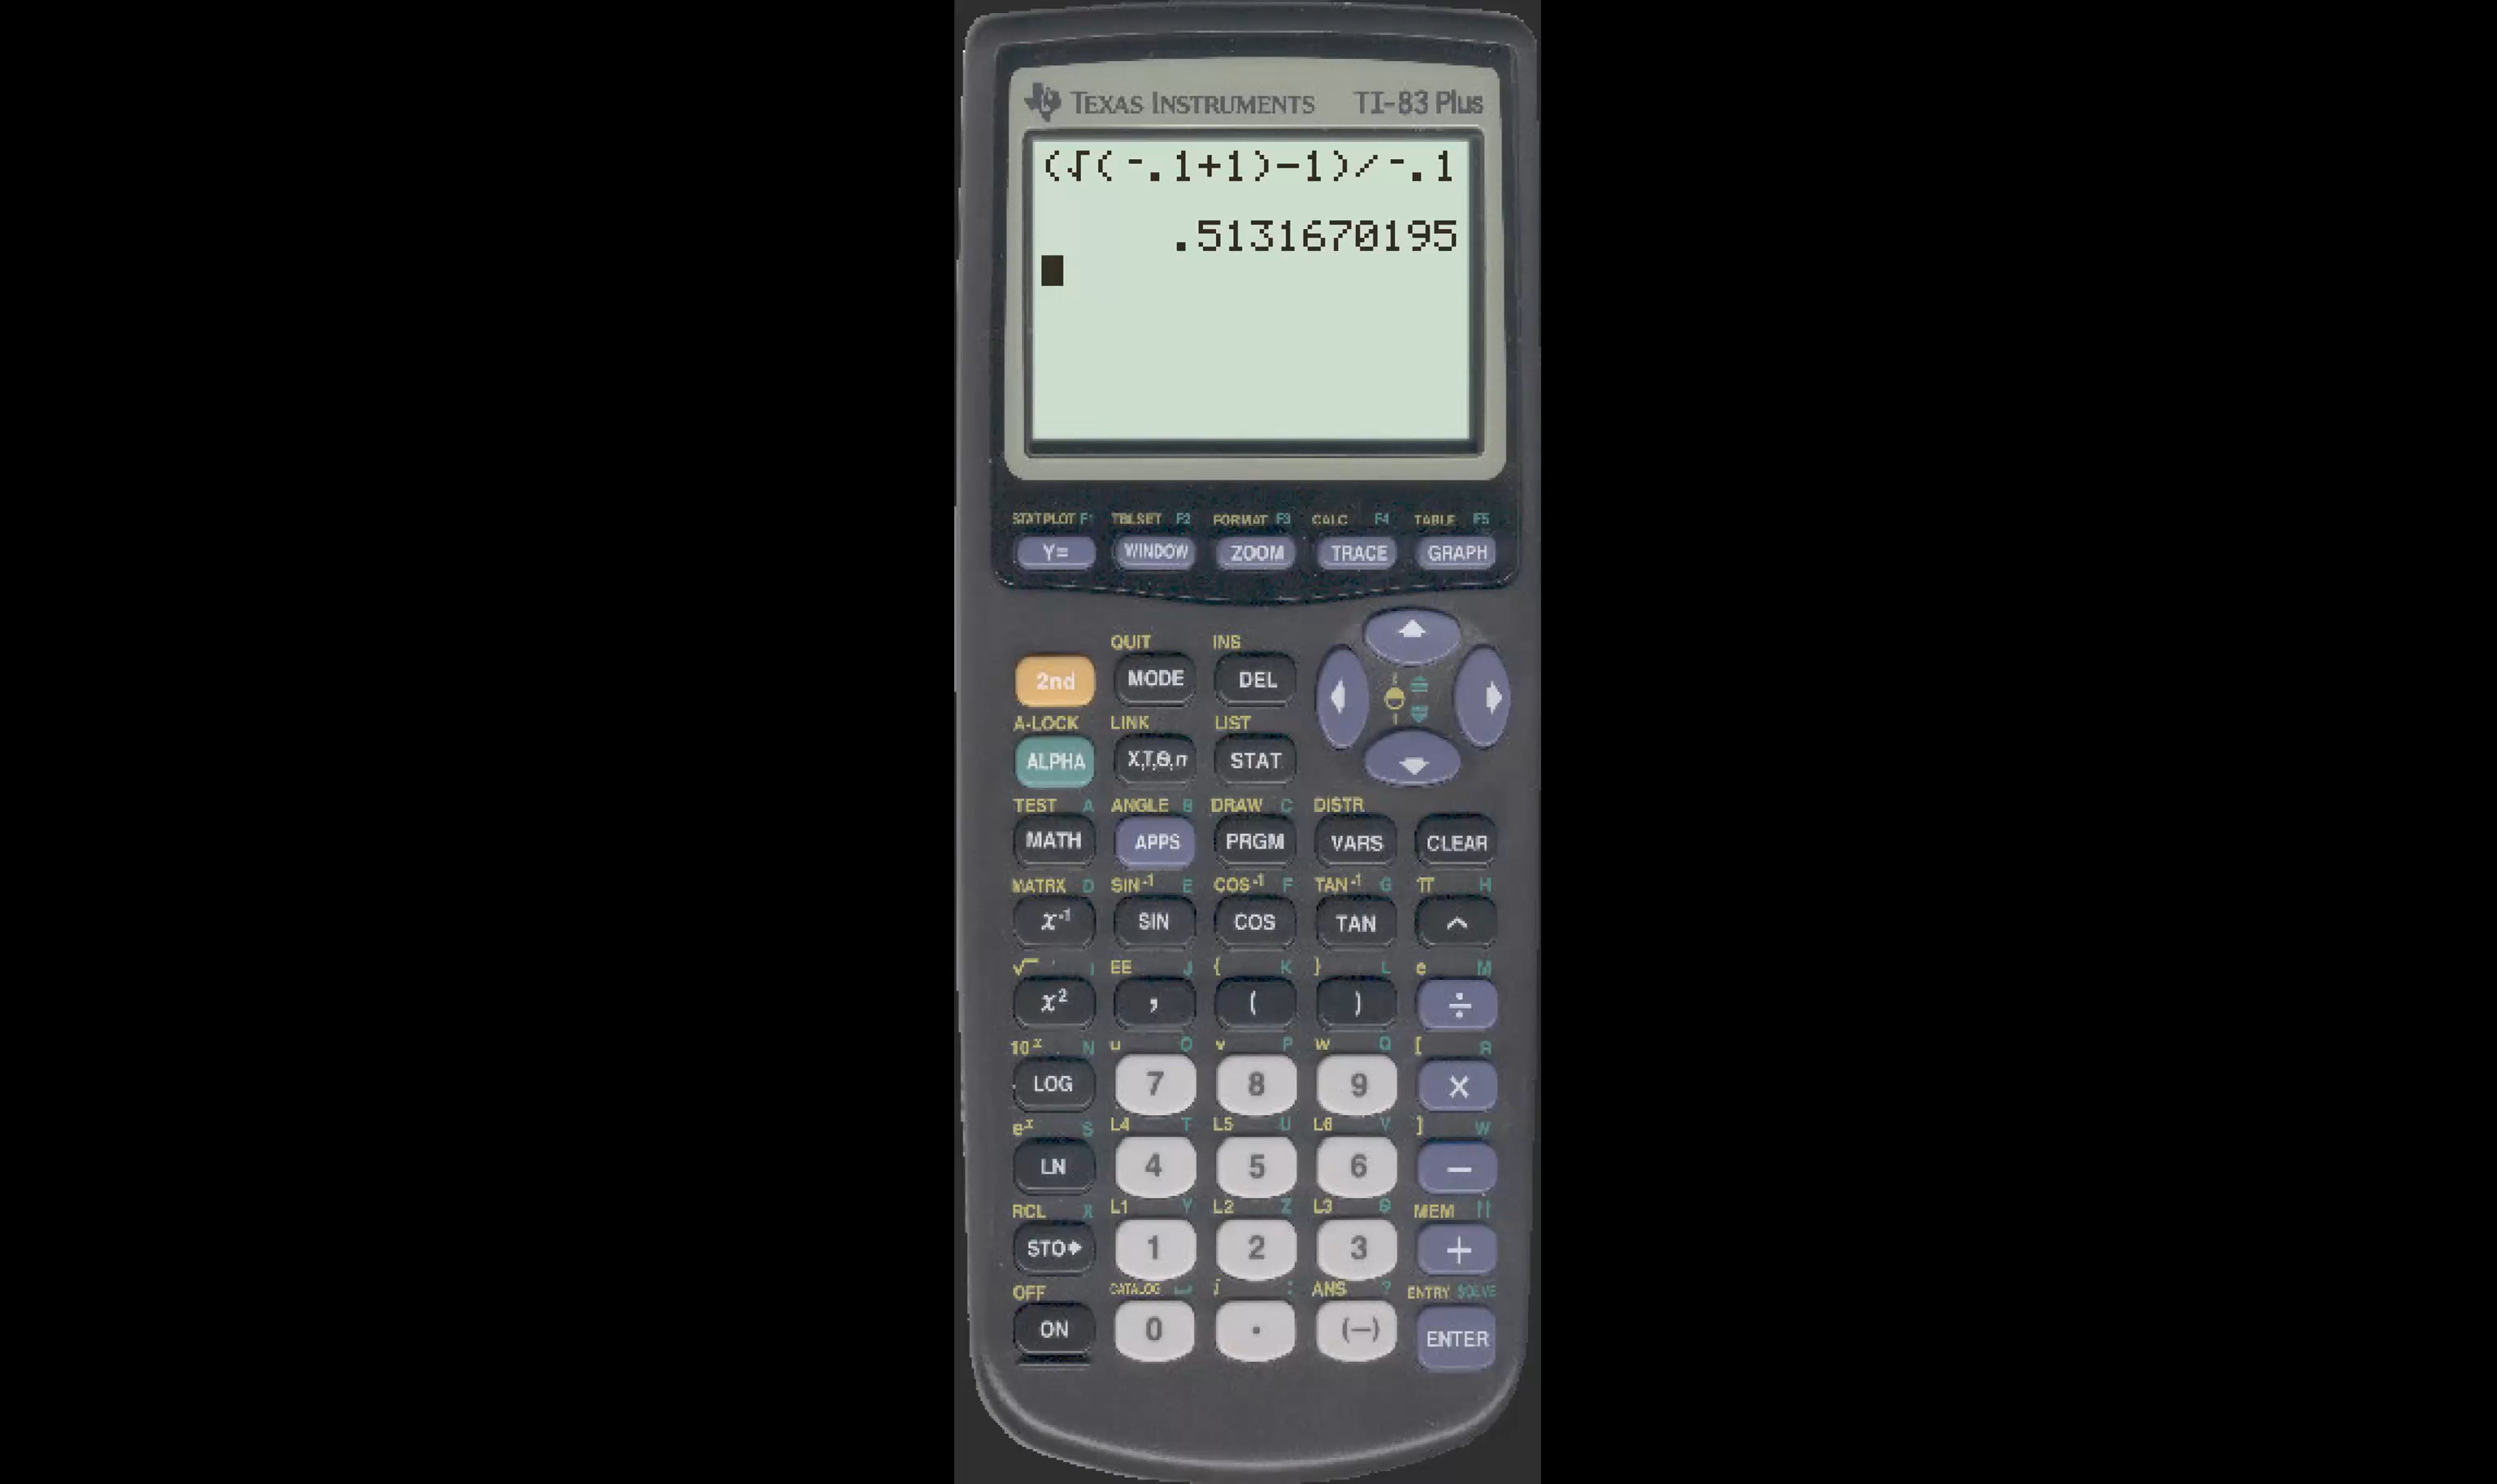 TEXAS INSTRUMENTS TI-83 Plus
(√(-.1+1)-1)/-.1
.5131670195
STAT PLOT F1 TBLSET F2 FORMAT F3 CALC F4 TABLE F5
Y= WINDOW ZOOM TRACE GRAPH
QUIT INS
2nd MODE DEL
A-LOCK LINK LIST
ALPHA X,T,Θ,n STAT
TEST A ANGLE B DRAW C DISTR
MATH APPS PRGM VARS CLEAR
MATRX D SIN-1 E COS-1 F TAN-1 G π H
x-1 SIN COS TAN ^
√ I EE J { K } L e M
x2 , ( ) ÷
10x N u O v P w Q [ R
LOG 7 8 9 ×
ex S L4 T L5 U L6 V ] W
LN 4 5 6 −
RCL X L1 Y L2 Z L3 θ MEM "
STO 1 2 3 +
OFF CATALOG i : ANS ? ENTRY SOLVE
ON 0 . (−) ENTER